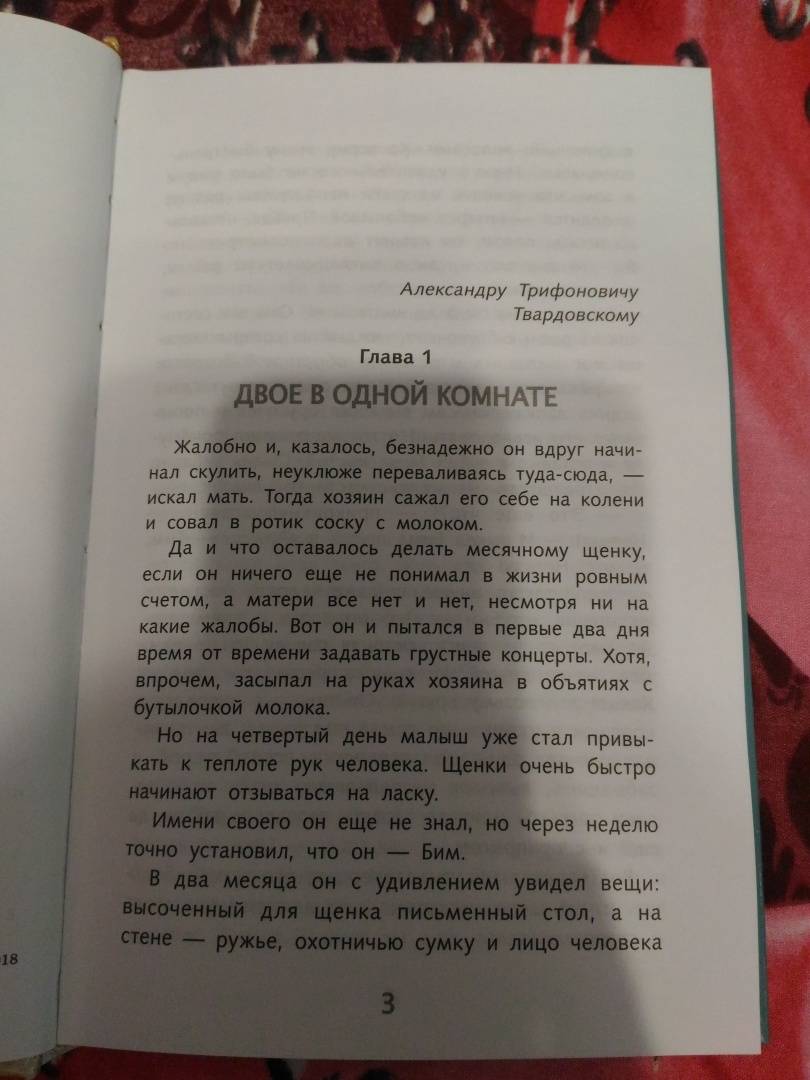 Александру Трифоновичу
Твардовскому
Глава 1
ДВОЕ В ОДНОЙ КОМНАТЕ
Жалобно и, казалось, безнадежно он вдруг начи-
нал скулить, неуклюже переваливаясь туда-сюда, —
искал мать. Тогда хозяин сажал его себе на колени
и совал в ротик соску с молоком.
Да и что оставалось делать месячному щенку,
если он ничего еще не понимал в жизни ровным
счетом, а матери все нет и нет, несмотря ни на
какие жалобы. Вот он и пытался в первые два дня
время от времени задавать грустные концерты. Хотя,
впрочем, засыпал на руках хозяина в объятиях с
бутылочкой молока.
Но на четвертый день малыш уже стал привы-
кать к теплоте рук человека. Щенки очень быстро
начинают отзываться на ласку.
Имени своего он еще не знал, но через неделю
точно установил, что он — Бим.
В два месяца он с удивлением увидел вещи:
высоченный для щенка письменный стол, а на
стене — ружье, охотничью сумку и лицо человека
3